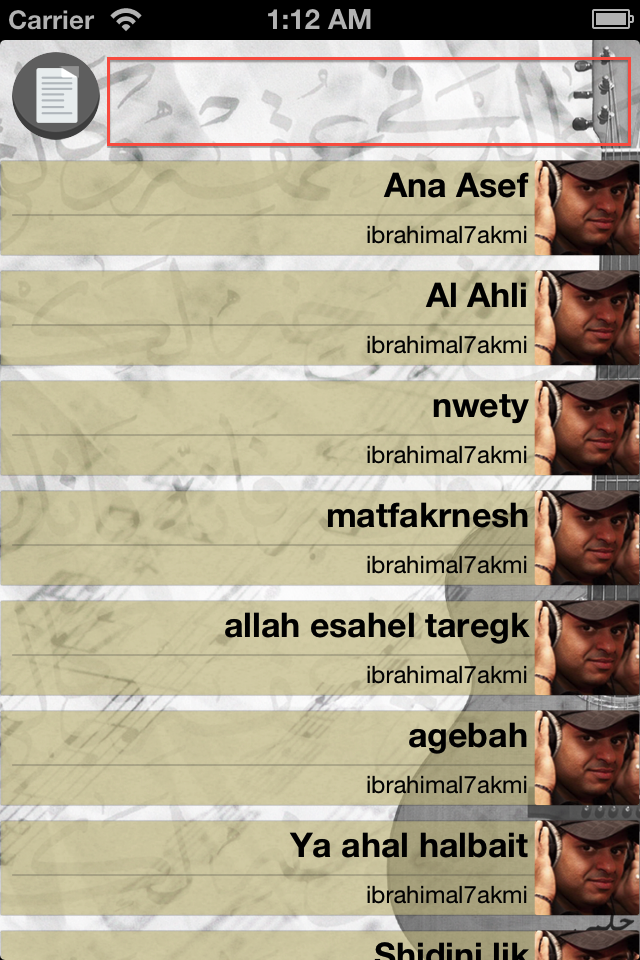 Carrier 1:12 AM
Ana Asef
ibrahimal7akmi
Al Ahli
ibrahimal7akmi
nwety
ibrahimal7akmi
matfakrnesh
ibrahimal7akmi
allah esahel taregk
ibrahimal7akmi
agebah
ibrahimal7akmi
Ya ahal halbait
ibrahimal7akmi
Shidini lik